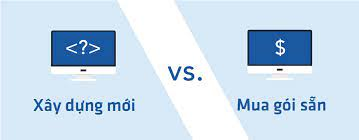 <?>
vs.
$
Xây dựng mới
Mua gói sẵn